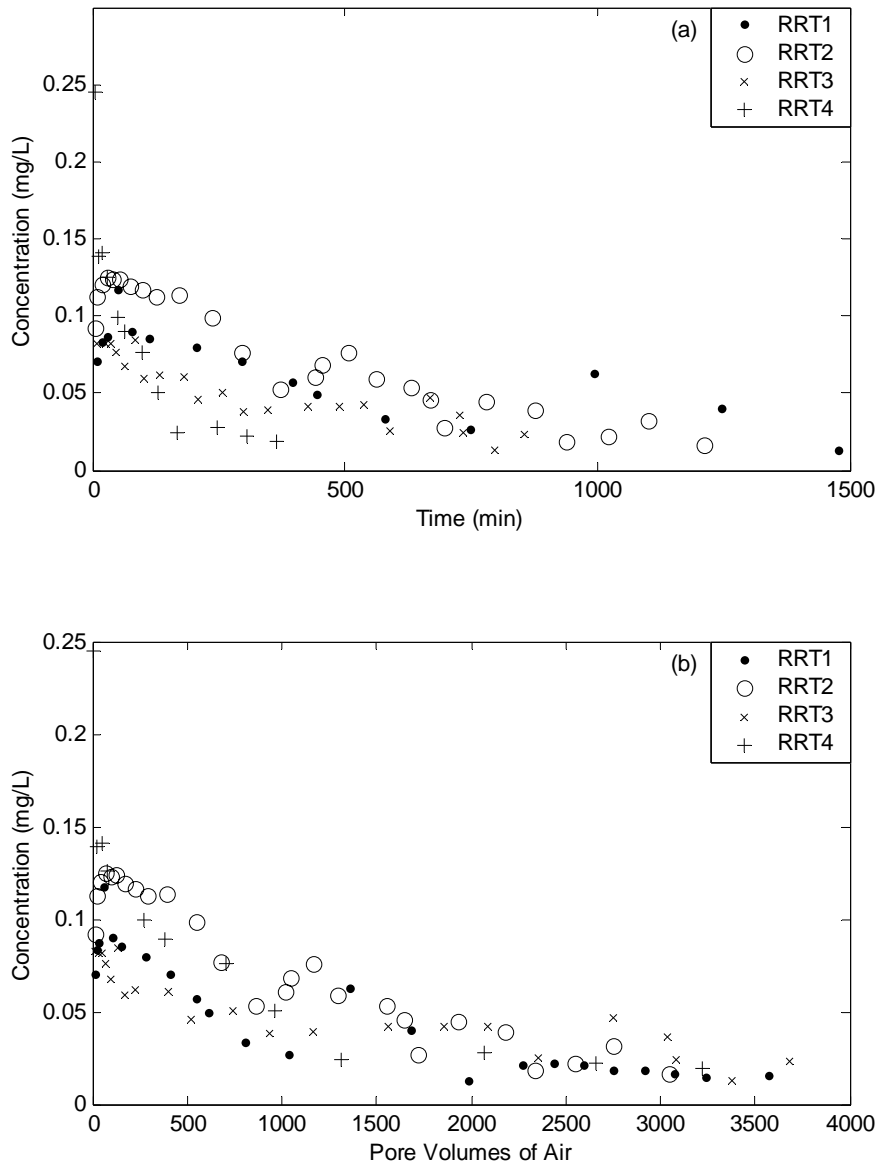 (a)
RRT1
RRT2
RRT3
RRT4
0.25
0.2
0.15
0.1
0.05
0
Concentration (mg/L)
0 500 1000 1500
Time (min)
(b)
RRT1
RRT2
RRT3
RRT4
0.25
0.2
0.15
0.1
0.05
0
Concentration (mg/L)
0 500 1000 1500 2000 2500 3000 3500 4000
Pore Volumes of Air